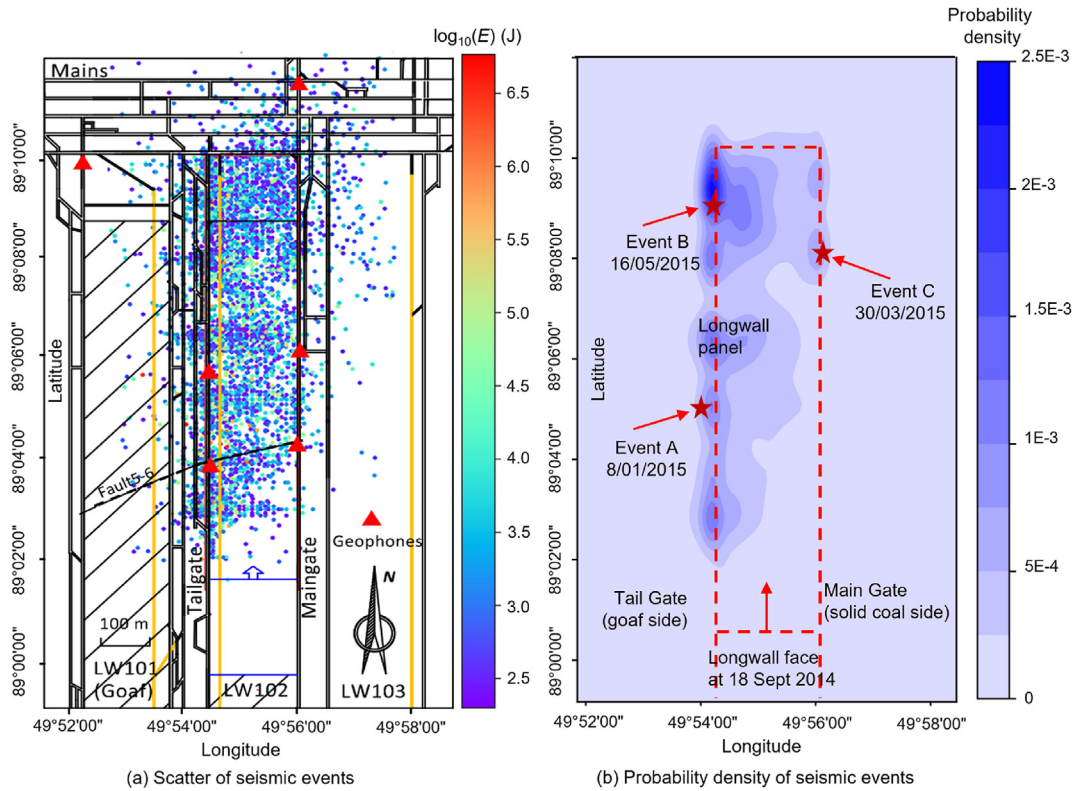 log₁₀(E) (J)
Mains
6.5
6.0
5.5
5.0
4.5
4.0
3.5
3.0
2.5
89°10'00"
89°08'00"
89°06'00"
89°04'00"
89°02'00"
89°00'00"
Latitude
Fault5-6
Tailgate
Maingate
Geophones
N
100 m
LW101
(Goaf)
LW102
LW103
49°52'00"
49°54'00"
49°56'00"
49°58'00"
Longitude
(a) Scatter of seismic events
Probability
density
2.5E-3
2E-3
1.5E-3
1E-3
5E-4
0
89°10'00"
89°08'00"
89°06'00"
89°04'00"
89°02'00"
89°00'00"
Latitude
Event B
16/05/2015
Event C
30/03/2015
Longwall
panel
Event A
8/01/2015
Tail Gate
(goaf side)
Main Gate
(solid coal side)
Longwall face
at 18 Sept 2014
49°52'00"
49°54'00"
49°56'00"
49°58'00"
Longitude
(b) Probability density of seismic events